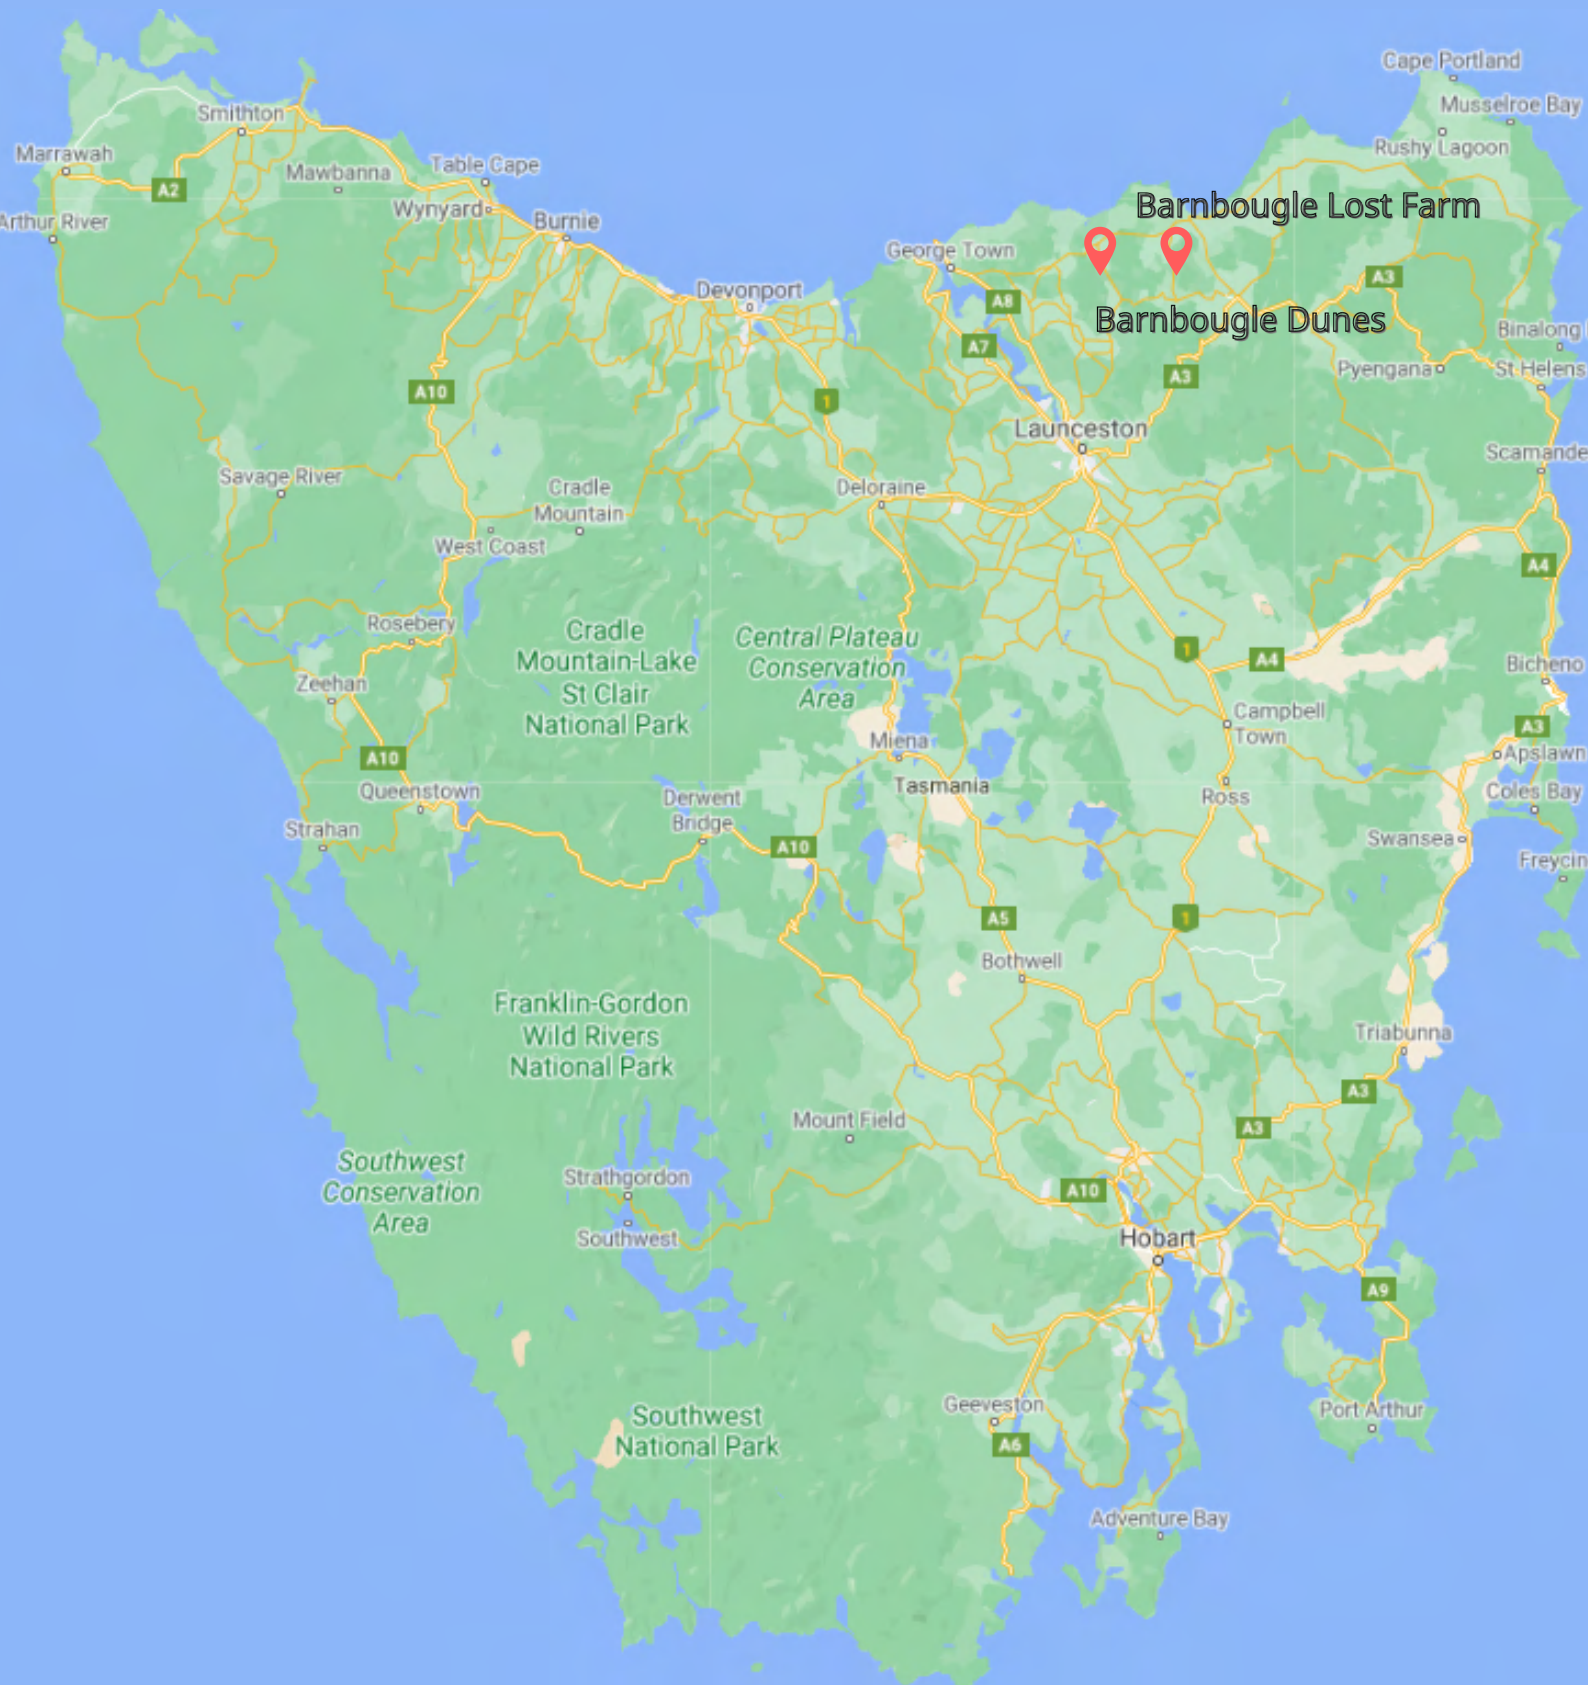 Cape Portland
Musselroe Bay
Smithton
Rushy Lagoon
Marrawah
Table Cape
Mawbanna
A2
Barnbougle Lost Farm
Wynyard
Arthur River
Burnie
George Town
A3
Devonport
A8
Barnbougle Dunes
Binalong
A7
Pyengana
St Helens
A3
A10
1
Launceston
Scamande
Savage River
Cradle
Mountain
Deloraine
West Coast
A4
Rosebery
Cradle
Mountain-Lake
St Clair
National Park
Central Plateau
Conservation
Area
1
A4
Bicheno
Zeehan
Campbell
Town
A3
Miena
Apslawn
A10
Tasmania
Queenstown
Ross
Coles Bay
Derwent
Bridge
Strahan
Swansea
A10
Freycin
A5
1
Bothwell
Franklin-Gordon
Wild Rivers
National Park
Triabunna
A3
Mount Field
A3
Southwest
Conservation
Area
Strathgordon
A10
Southwest
Hobart
A9
Geeveston
Port Arthur
Southwest
National Park
A6
Adventure Bay